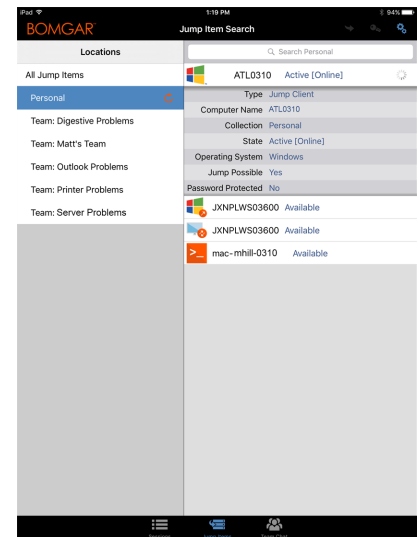 iPad 1:19 PM 94%
BOMGAR Jump Item Search
Locations
Search Personal
All Jump Items
Personal
Team: Digestive Problems
Team: Matt's Team
Team: Outlook Problems
Team: Printer Problems
Team: Server Problems
ATL0310 Active [Online]
Type Jump Client
Computer Name ATL0310
Collection Personal
State Active [Online]
Operating System Windows
Jump Possible Yes
Password Protected No
JXNPLWS03600 Available
JXNPLWS03600 Available
>_ mac-mhill-0310 Available
Sessions Jump Items Team Chat